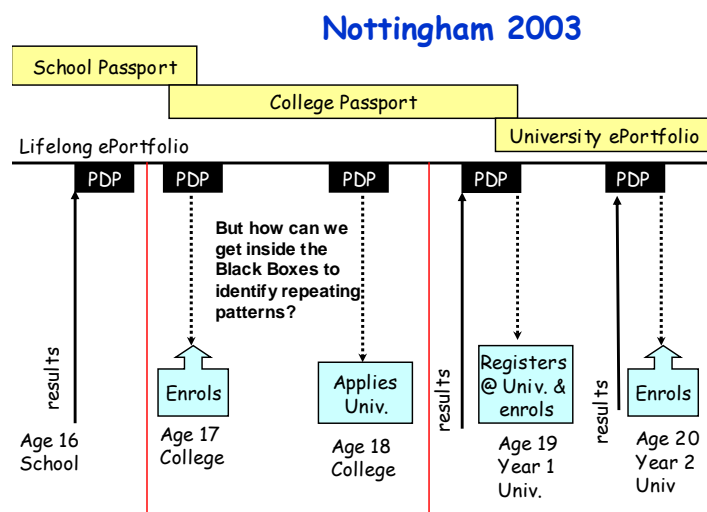 Nottingham 2003
School Passport
College Passport
University ePortfolio
Lifelong ePortfolio
PDP
PDP
PDP
PDP
PDP
But how can we
get inside the
Black Boxes to
identify repeating
patterns?
results
Enrols
Applies
Univ.
results
Registers
@ Univ. &
enrols
results
Enrols
Age 16
School
Age 17
College
Age 18
College
Age 19
Year 1
Univ.
Age 20
Year 2
Univ